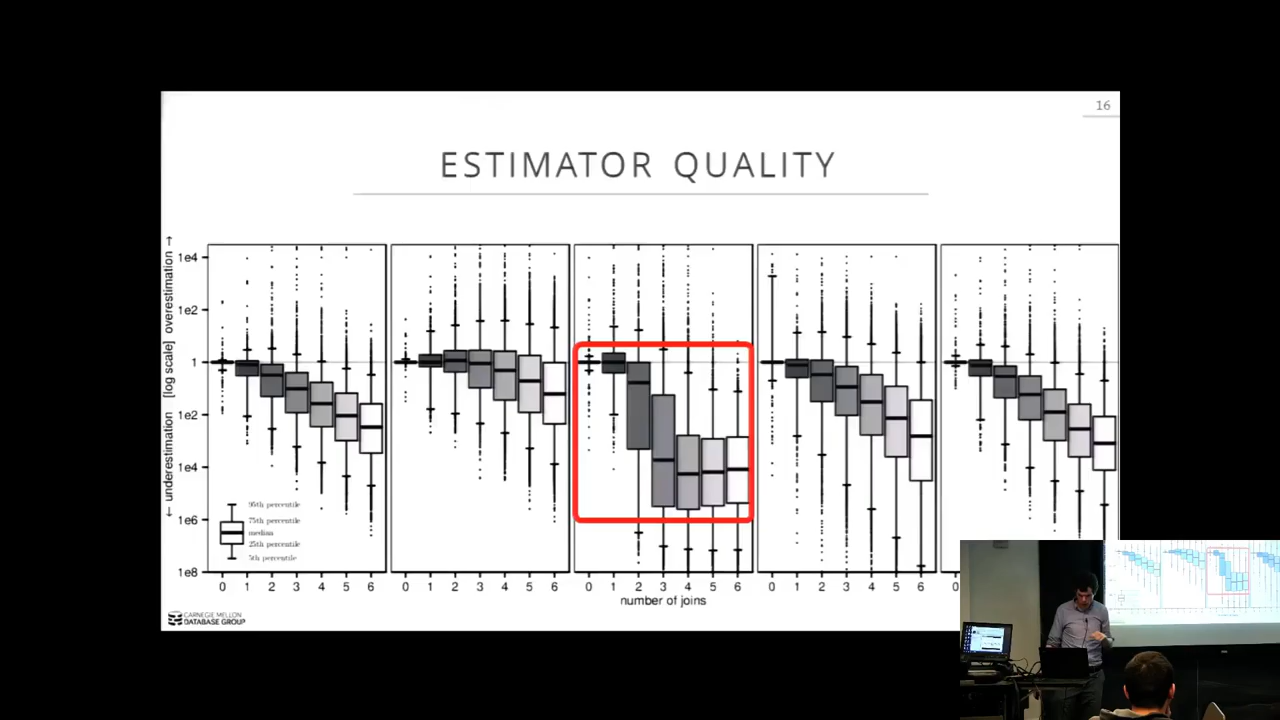 16
ESTIMATOR QUALITY
← underestimation [log scale] overestimation →
1e4
1e2
1
1e2
1e4
1e6
1e8
95th percentile
75th percentile
median
25th percentile
5th percentile
0 1 2 3 4 5 6
0 1 2 3 4 5 6
0 1 2 3 4 5 6
0 1 2 3 4 5 6
0
number of joins
CARNEGIE MELLON
DATABASE GROUP